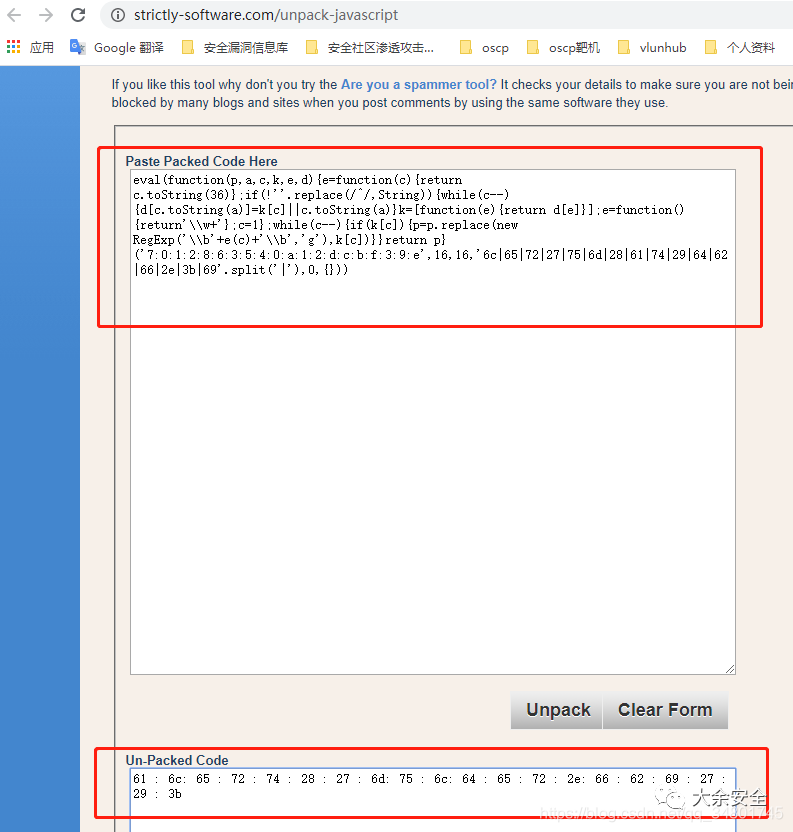 strictly-software.com/unpack-javascript
应用 Google 翻译 安全漏洞信息库 安全社区渗透攻击... oscp oscp靶机 vlunhub 个人资料
If you like this tool why don't you try the Are you a spammer tool? It checks your details to make sure you are not bein
blocked by many blogs and sites when you post comments by using the same software they use.
Paste Packed Code Here
eval(function(p,a,c,k,e,d){e=function(c){return
c.toString(36)};if(!''.replace(/^/,String)){while(c--)
{d[c.toString(a)]=k[c]||c.toString(a)}k=[function(e){return d[e]}];e=function()
{return'\\w+'};c=1};while(c--){if(k[c]){p=p.replace(new
RegExp('\\b'+e(c)+'\\b','g'),k[c])}}return p}
('7:0:1:2:8:6:3:5:4:0:a:1:2:d:c:b:f:3:9:e',16,16,'6c|65|72|27|75|6d|28|61|74|29|64|62
|66|2e|3b|69'.split('|'),0,{}))
Unpack Clear Form
Un-Packed Code
61 : 6c: 65 : 72 : 74 : 28 : 27 : 6d: 75 : 6c: 64 : 65 : 72 : 2e: 66 : 62 : 69 : 27 :
29 : 3b
大余安全